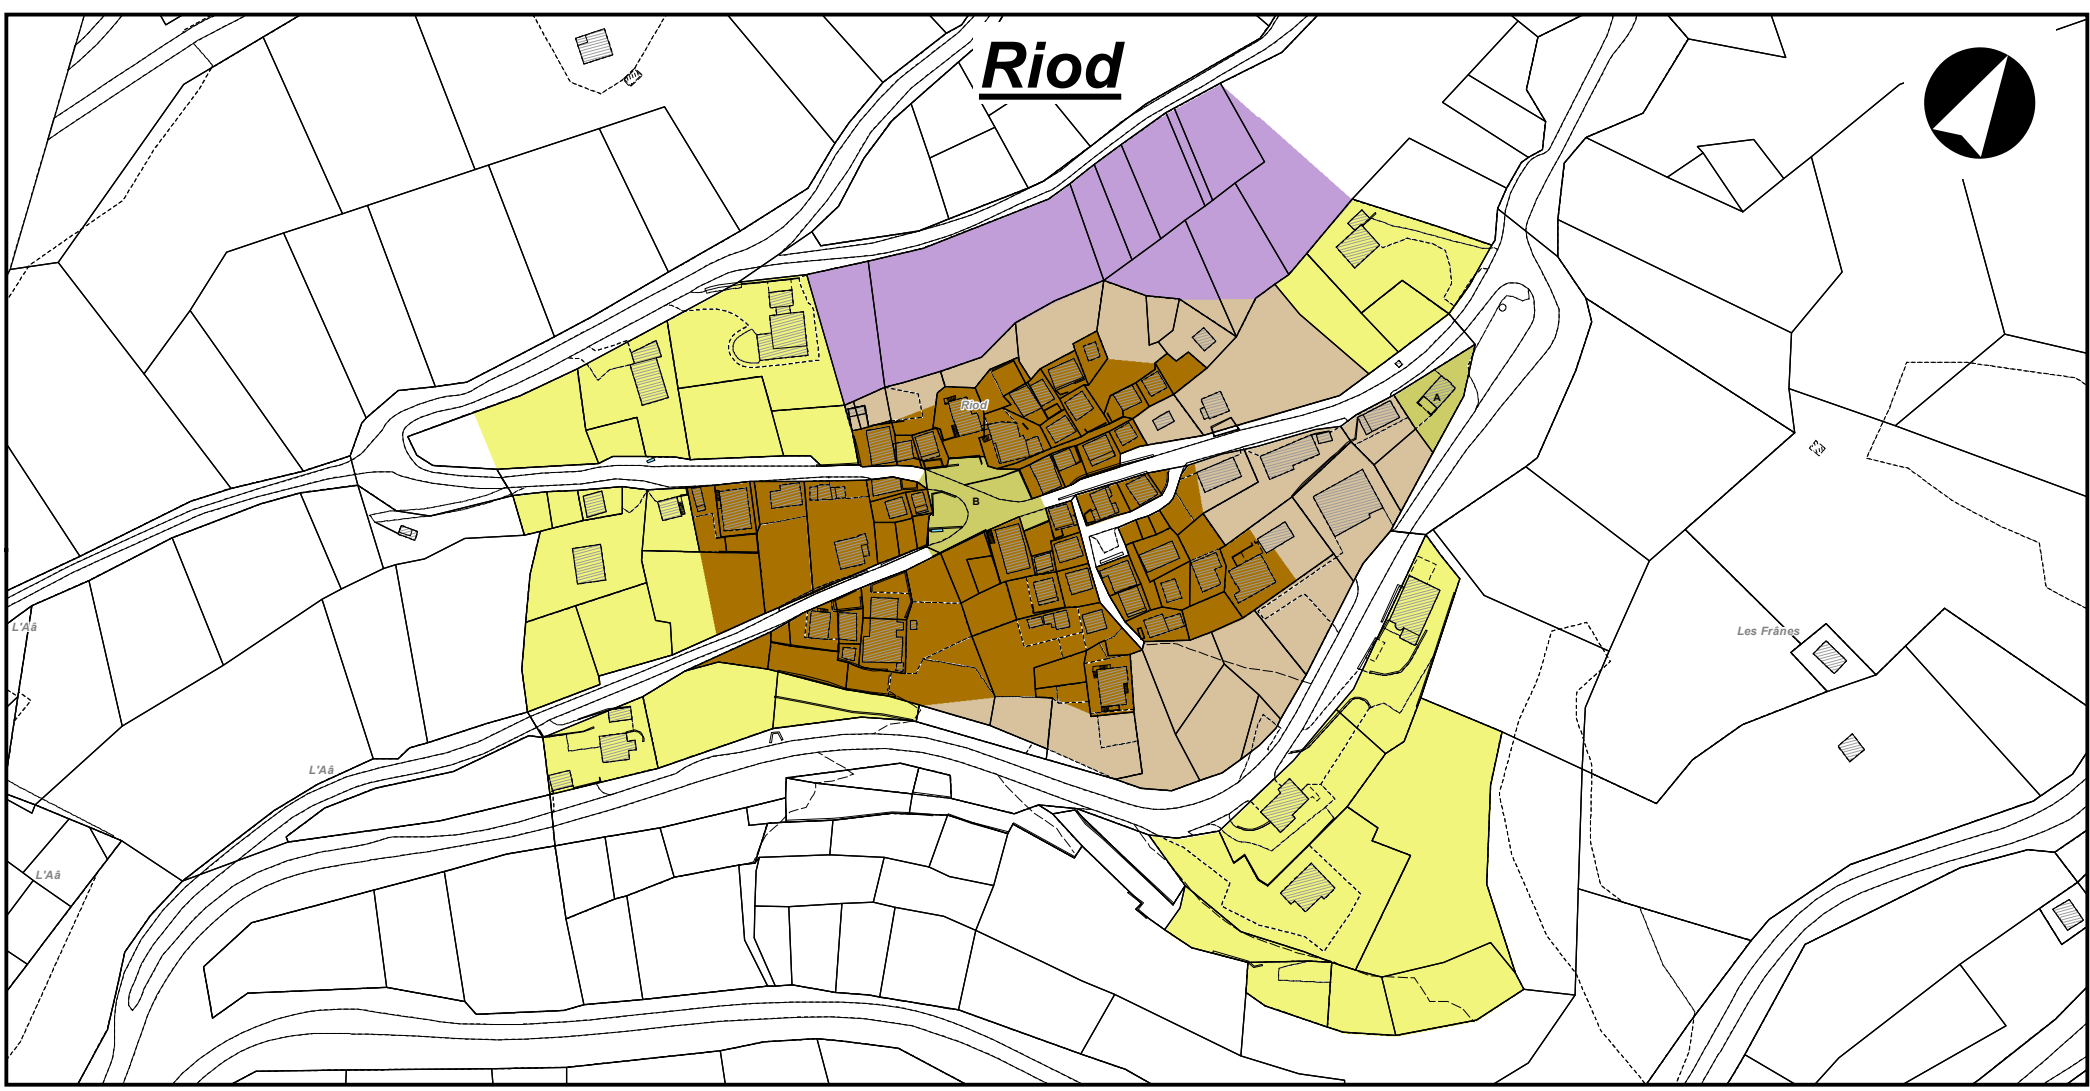 Riod
A
Riod
B
L'Aâ
Les Frânes
L'Aâ
L'Aâ